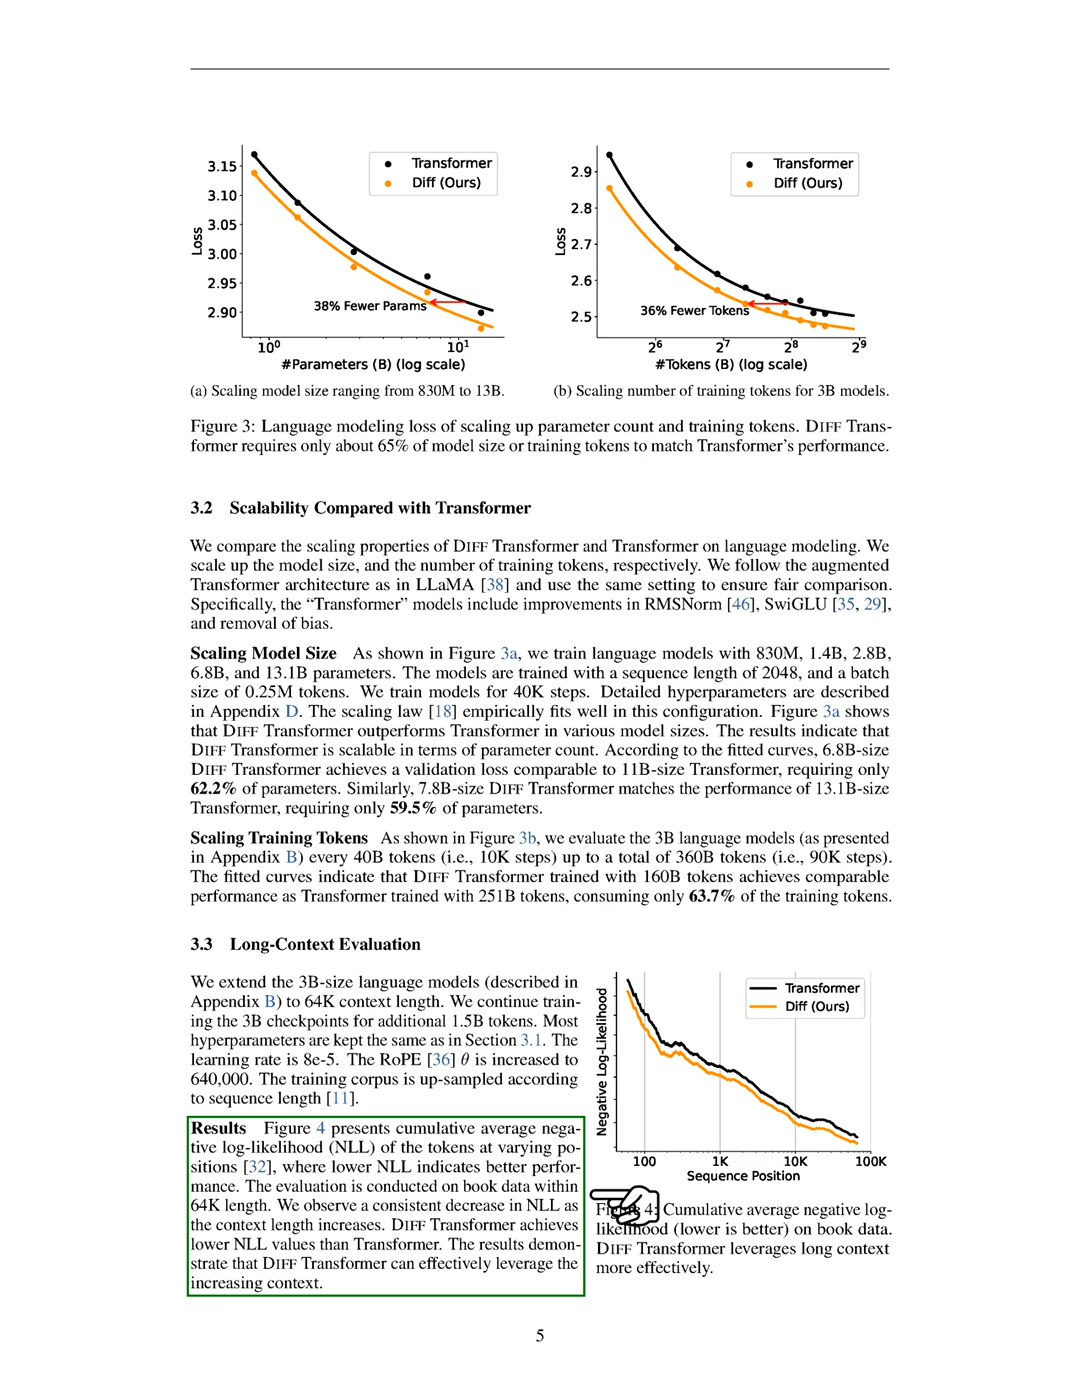 3.15
3.10
3.05
3.00
2.95
2.90
Loss
Transformer
Diff (Ours)
38% Fewer Params
10⁰
10¹
#Parameters (B) (log scale)
(a) Scaling model size ranging from 830M to 13B.
2.9
2.8
2.7
2.6
2.5
Loss
Transformer
Diff (Ours)
36% Fewer Tokens
2⁶
2⁷
2⁸
2⁹
#Tokens (B) (log scale)
(b) Scaling number of training tokens for 3B models.
Figure 3: Language modeling loss of scaling up parameter count and training tokens. DIFF Trans-
former requires only about 65% of model size or training tokens to match Transformer's performance.
3.2 Scalability Compared with Transformer
We compare the scaling properties of DIFF Transformer and Transformer on language modeling. We
scale up the model size, and the number of training tokens, respectively. We follow the augmented
Transformer architecture as in LLaMA [38] and use the same setting to ensure fair comparison.
Specifically, the “Transformer” models include improvements in RMSNorm [46], SwiGLU [35, 29],
and removal of bias.
Scaling Model Size As shown in Figure 3a, we train language models with 830M, 1.4B, 2.8B,
6.8B, and 13.1B parameters. The models are trained with a sequence length of 2048, and a batch
size of 0.25M tokens. We train models for 40K steps. Detailed hyperparameters are described
in Appendix D. The scaling law [18] empirically fits well in this configuration. Figure 3a shows
that DIFF Transformer outperforms Transformer in various model sizes. The results indicate that
DIFF Transformer is scalable in terms of parameter count. According to the fitted curves, 6.8B-size
DIFF Transformer achieves a validation loss comparable to 11B-size Transformer, requiring only
62.2% of parameters. Similarly, 7.8B-size DIFF Transformer matches the performance of 13.1B-size
Transformer, requiring only 59.5% of parameters.
Scaling Training Tokens As shown in Figure 3b, we evaluate the 3B language models (as presented
in Appendix B) every 40B tokens (i.e., 10K steps) up to a total of 360B tokens (i.e., 90K steps).
The fitted curves indicate that DIFF Transformer trained with 160B tokens achieves comparable
performance as Transformer trained with 251B tokens, consuming only 63.7% of the training tokens.
3.3 Long-Context Evaluation
We extend the 3B-size language models (described in
Appendix B) to 64K context length. We continue train-
ing the 3B checkpoints for additional 1.5B tokens. Most
hyperparameters are kept the same as in Section 3.1. The
learning rate is 8e-5. The RoPE [36] θ is increased to
640,000. The training corpus is up-sampled according
to sequence length [11].
Results Figure 4 presents cumulative average nega-
tive log-likelihood (NLL) of the tokens at varying po-
sitions [32], where lower NLL indicates better perfor-
mance. The evaluation is conducted on book data within
64K length. We observe a consistent decrease in NLL as
the context length increases. DIFF Transformer achieves
lower NLL values than Transformer. The results demon-
strate that DIFF Transformer can effectively leverage the
increasing context.
Negative Log-Likelihood
Transformer
Diff (Ours)
100
1K
10K
100K
Sequence Position
Figure 4: Cumulative average negative log-
likelihood (lower is better) on book data.
DIFF Transformer leverages long context
more effectively.
5